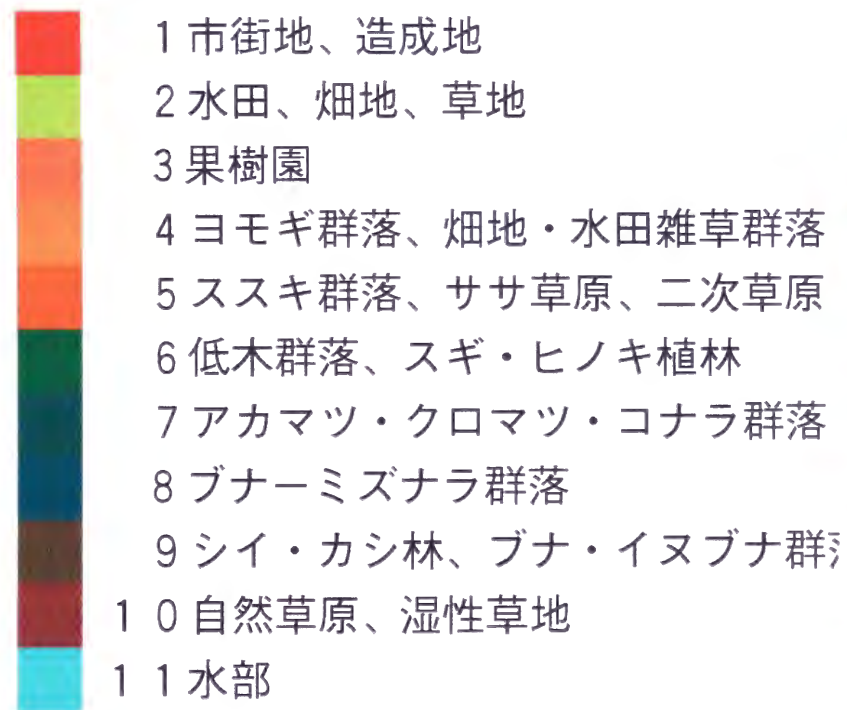 1 市街地、造成地
2 水田、畑地、草地
3 果樹園
4 ヨモギ群落、畑地・水田雑草群落
5 ススキ群落、ササ草原、二次草原
6 低木群落、スギ・ヒノキ植林
7 アカマツ・クロマツ・コナラ群落
8 ブナーミズナラ群落
9 シイ・カシ林、ブナ・イヌブナ群
10 自然草原、湿性草地
11 水部